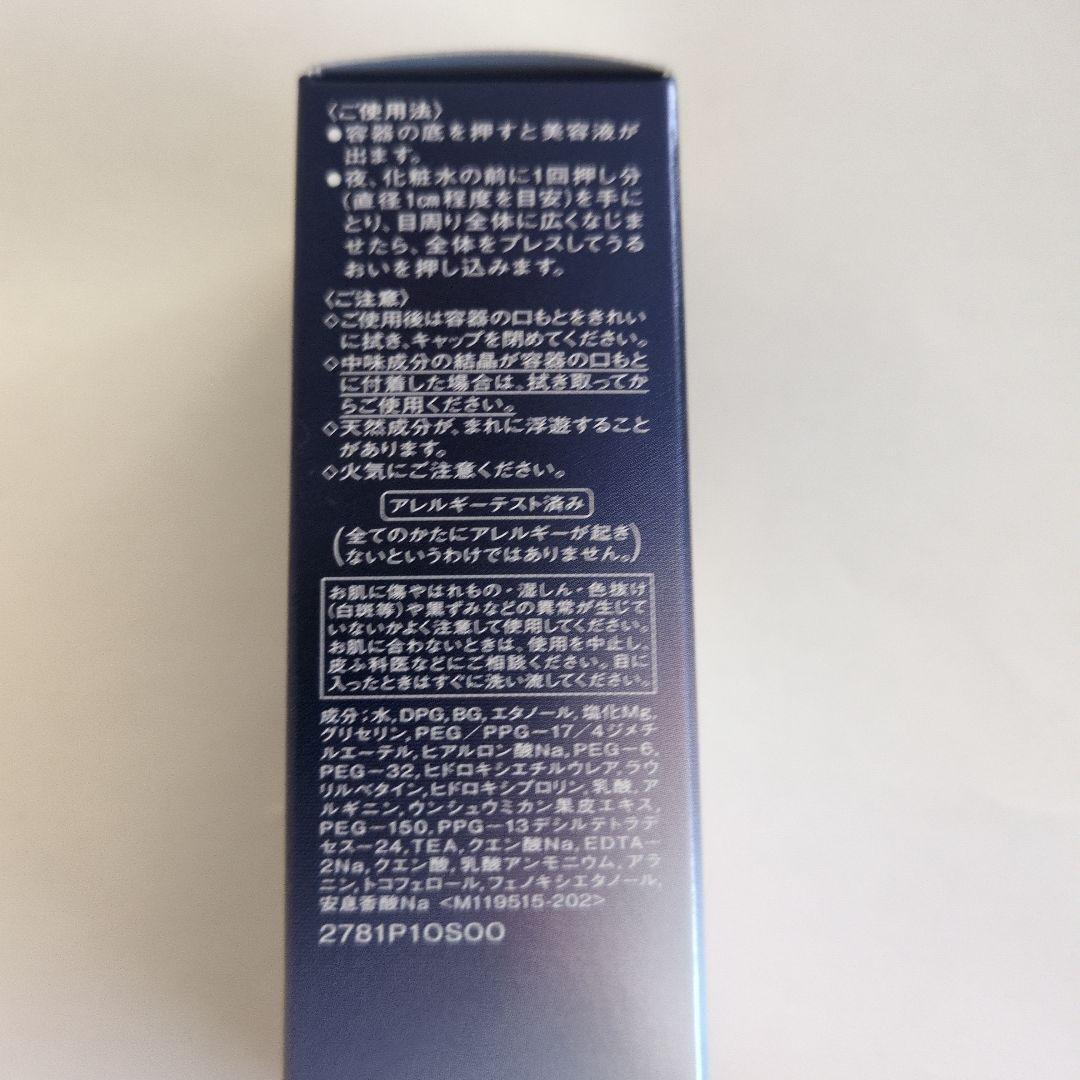 〈ご使用法〉
●容器の底を押すと美容液が
出ます。
●夜、化粧水の前に1回押し分
(直径1cm程度を目安)を手に
とり、目周り全体に広くなじま
せたら、全体をプレスしてうる
おいを押し込みます。
〈ご注意〉
◇ご使用後は容器の口もとをきれい
に拭き、キャップを閉めてください。
◇中味成分の結晶が容器の口もと
に付着した場合は、拭き取ってか
らご使用ください。
◇天然成分が、まれに浮遊すること
があります。
◇火気にご注意ください。
アレルギーテスト済み
(全てのかたにアレルギーが起き
ないというわけではありません。)
お肌に傷やはれもの・湿しん・色抜け
(白斑等)や黒ずみなどの異常が生じて
いないかよく注意して使用してください。
お肌に合わないときは、使用を中止し、
皮ふ科医などにご相談ください。目に
入ったときはすぐに洗い流してください。
成分：水,DPG,BG,エタノール,塩化Mg,
グリセリン,PEG／PPG－17／4ジメチ
ルエーテル,ヒアルロン酸Na,PEG－6,
PEG－32,ヒドロキシエチルウレア,ラウ
リルベタイン,ヒドロキシプロリン,乳酸,ア
ルギニン,ウンシュウミカン果皮エキス,
PEG－150,PPG－13デシルテトラデ
セス－24,TEA,クエン酸Na,EDTA－
2Na,クエン酸,乳酸アンモニウム,アラ
ニン,トコフェロール,フェノキシエタノール,
安息香酸Na <M119515-202>
2781P10S00